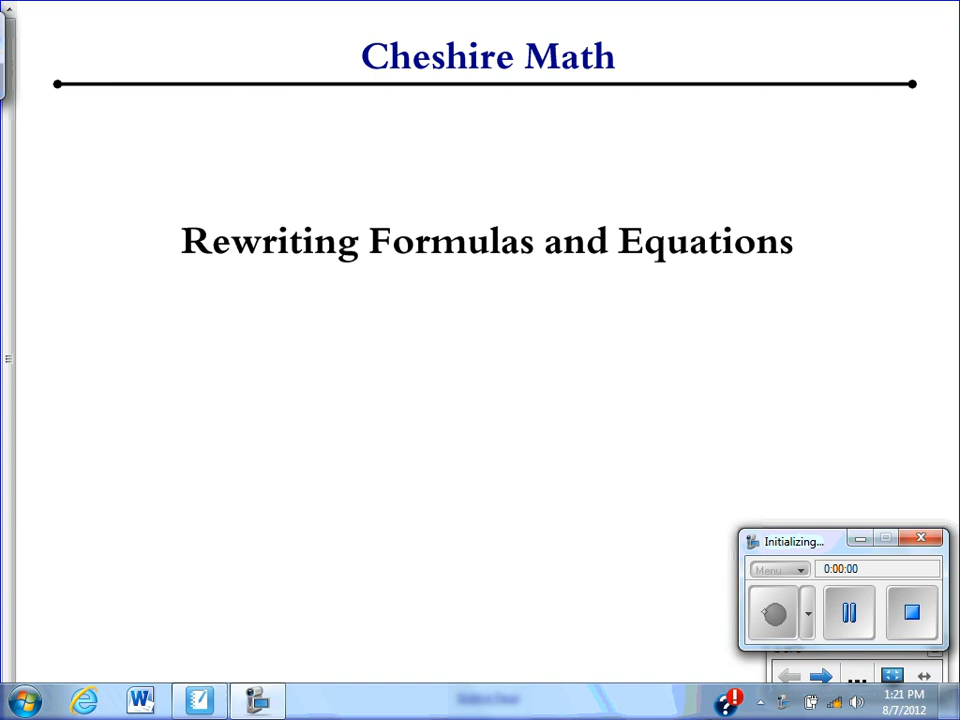 Cheshire Math
Rewriting Formulas and Equations
Initializing...
Menu
0:00:00
1:21 PM
8/7/2012